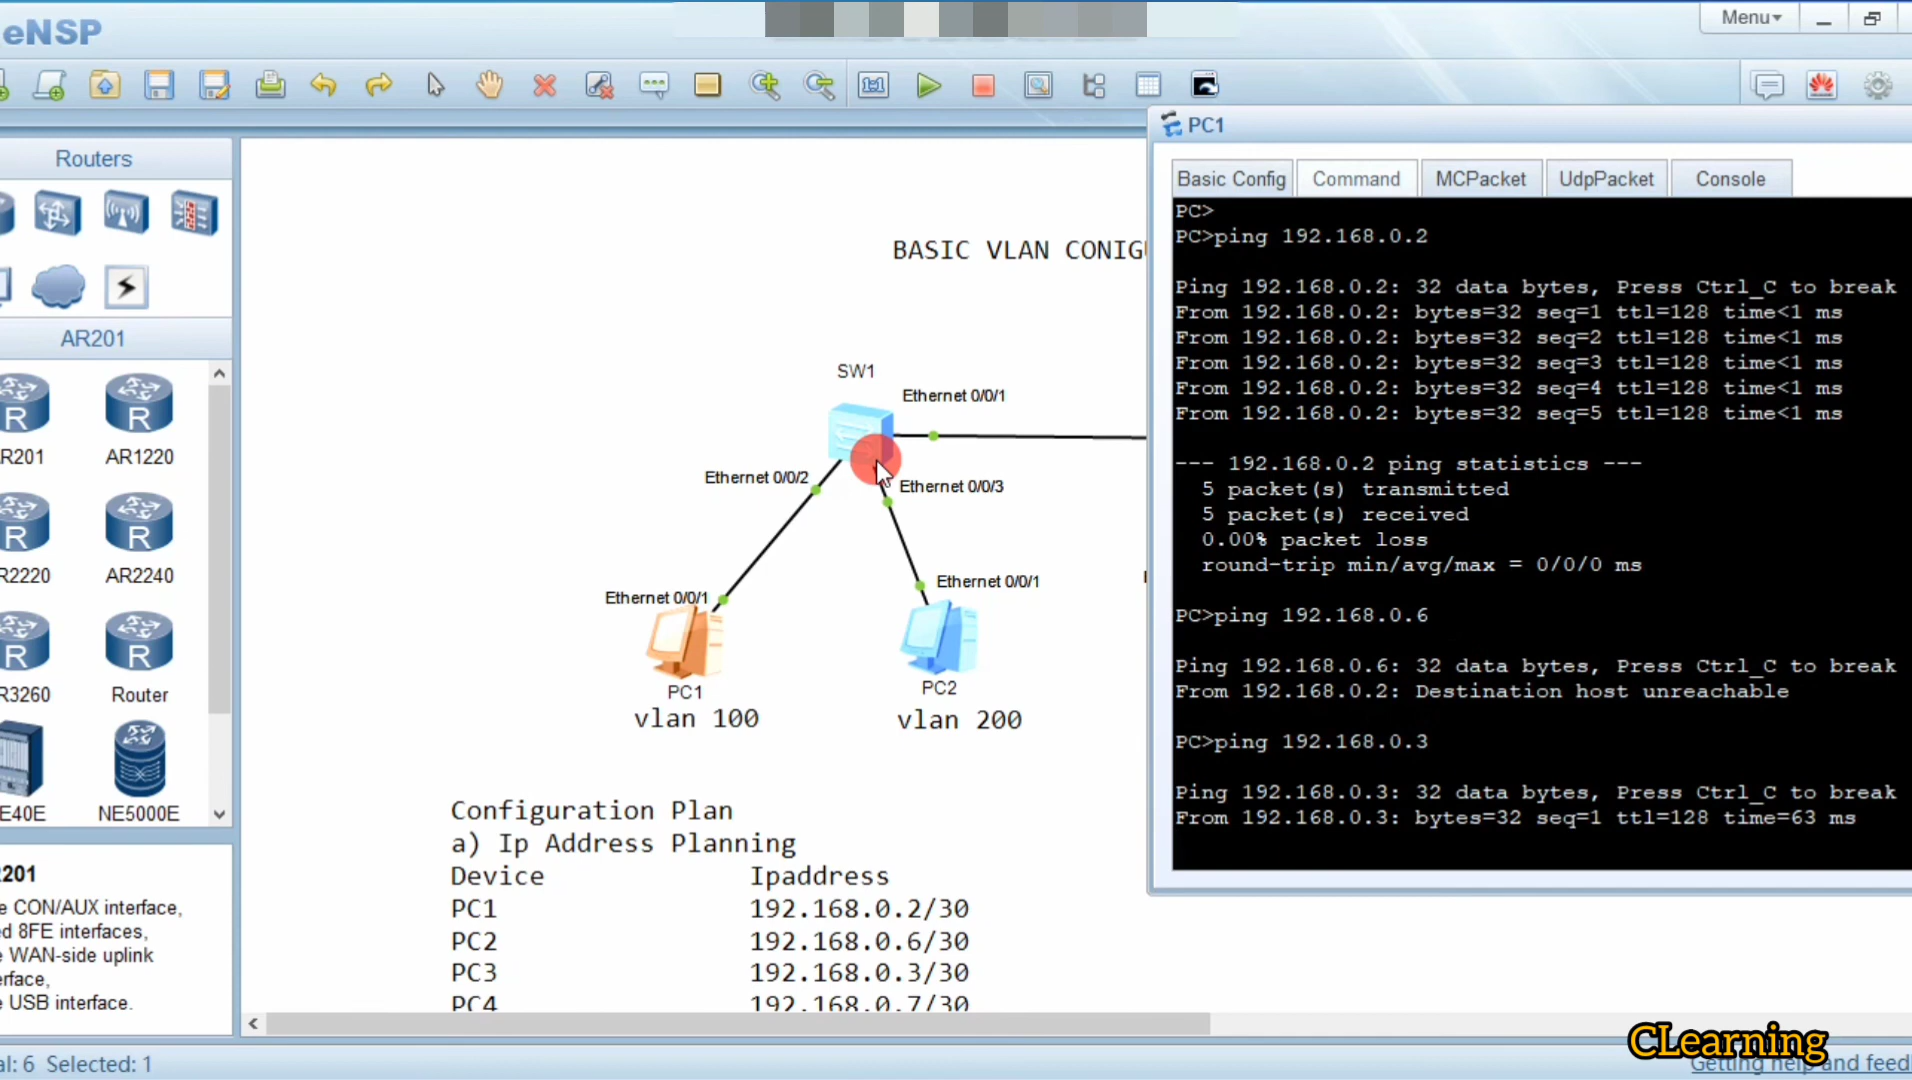 eNSP
Menu
Routers
AR201
R201
AR1220
R2220
AR2240
R3260
Router
E40E
NE5000E
R201
e CON/AUX interface,
d 8FE interfaces,
e WAN-side uplink
erface,
e USB interface.
BASIC VLAN CONIGU
SW1
Ethernet 0/0/1
Ethernet 0/0/2
Ethernet 0/0/3
Ethernet 0/0/1
Ethernet 0/0/1
PC1
PC2
vlan 100
vlan 200
Configuration Plan
a) Ip Address Planning
Device Ipaddress
PC1 192.168.0.2/30
PC2 192.168.0.6/30
PC3 192.168.0.3/30
PC4 192.168.0.7/30
PC1
Basic Config Command MCPacket UdpPacket Console
PC>
PC>ping 192.168.0.2
Ping 192.168.0.2: 32 data bytes, Press Ctrl_C to break
From 192.168.0.2: bytes=32 seq=1 ttl=128 time<1 ms
From 192.168.0.2: bytes=32 seq=2 ttl=128 time<1 ms
From 192.168.0.2: bytes=32 seq=3 ttl=128 time<1 ms
From 192.168.0.2: bytes=32 seq=4 ttl=128 time<1 ms
From 192.168.0.2: bytes=32 seq=5 ttl=128 time<1 ms
--- 192.168.0.2 ping statistics ---
5 packet(s) transmitted
5 packet(s) received
0.00% packet loss
round-trip min/avg/max = 0/0/0 ms
PC>ping 192.168.0.6
Ping 192.168.0.6: 32 data bytes, Press Ctrl_C to break
From 192.168.0.2: Destination host unreachable
PC>ping 192.168.0.3
Ping 192.168.0.3: 32 data bytes, Press Ctrl_C to break
From 192.168.0.3: bytes=32 seq=1 ttl=128 time=63 ms
CLearning
al: 6 Selected: 1
Getting help and feed